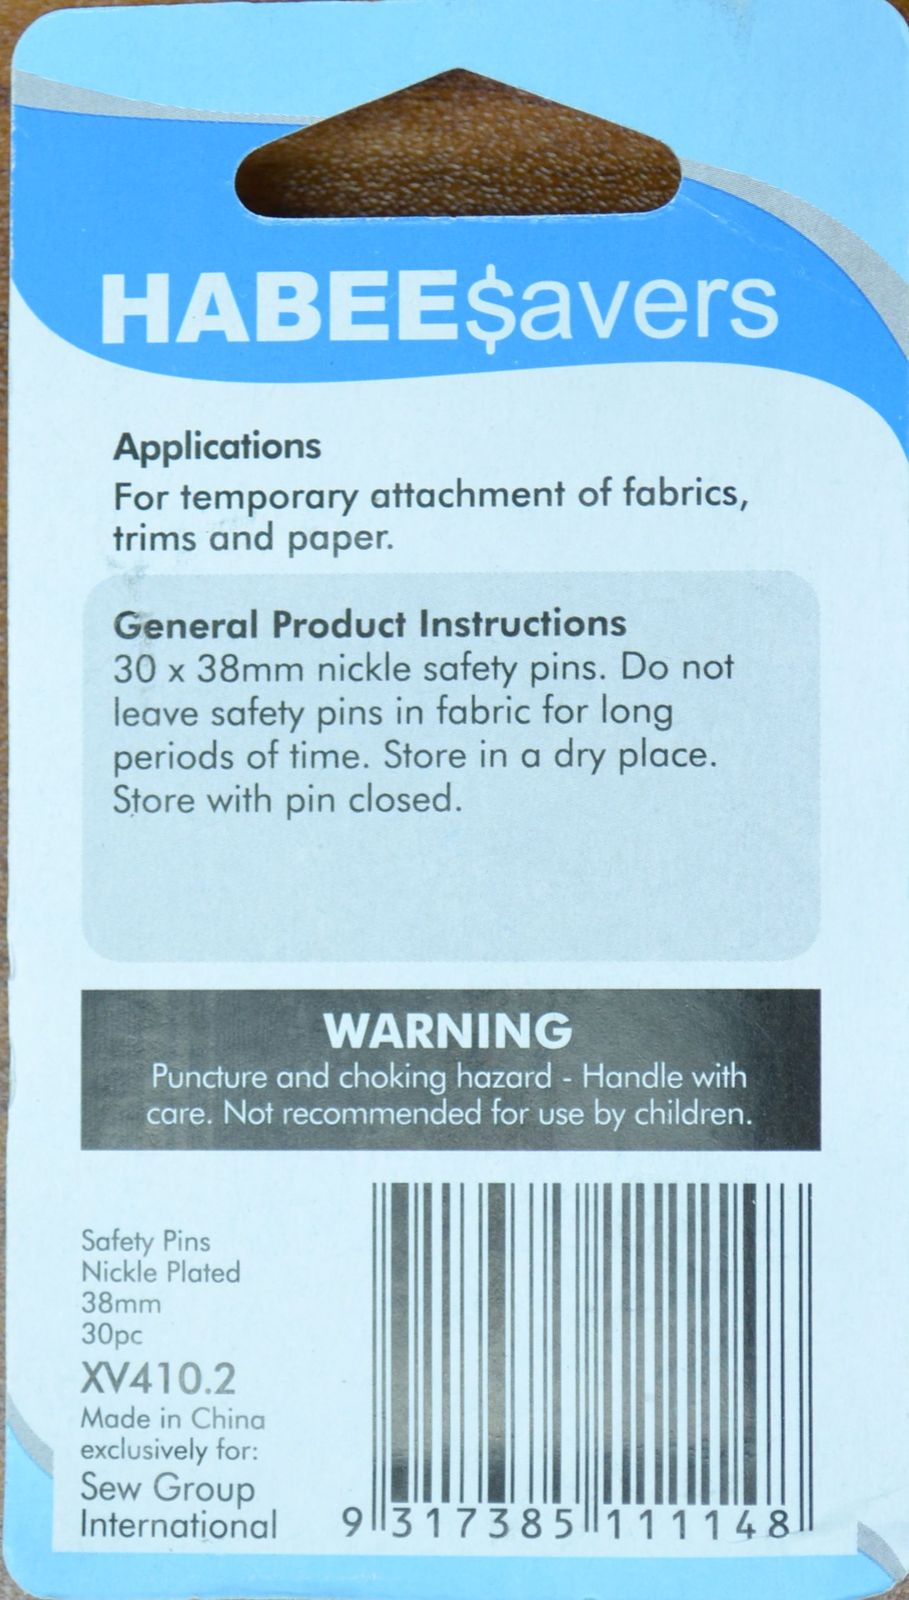 HABEE$avers
Applications
For temporary attachment of fabrics,
trims and paper.
General Product Instructions
30 x 38mm nickle safety pins. Do not
leave safety pins in fabric for long
periods of time. Store in a dry place.
Store with pin closed.
WARNING
Puncture and choking hazard - Handle with
care. Not recommended for use by children.
Safety Pins
Nickle Plated
38mm
30pc
XV410.2
Made in China
exclusively for:
Sew Group
International
9 317385 111148